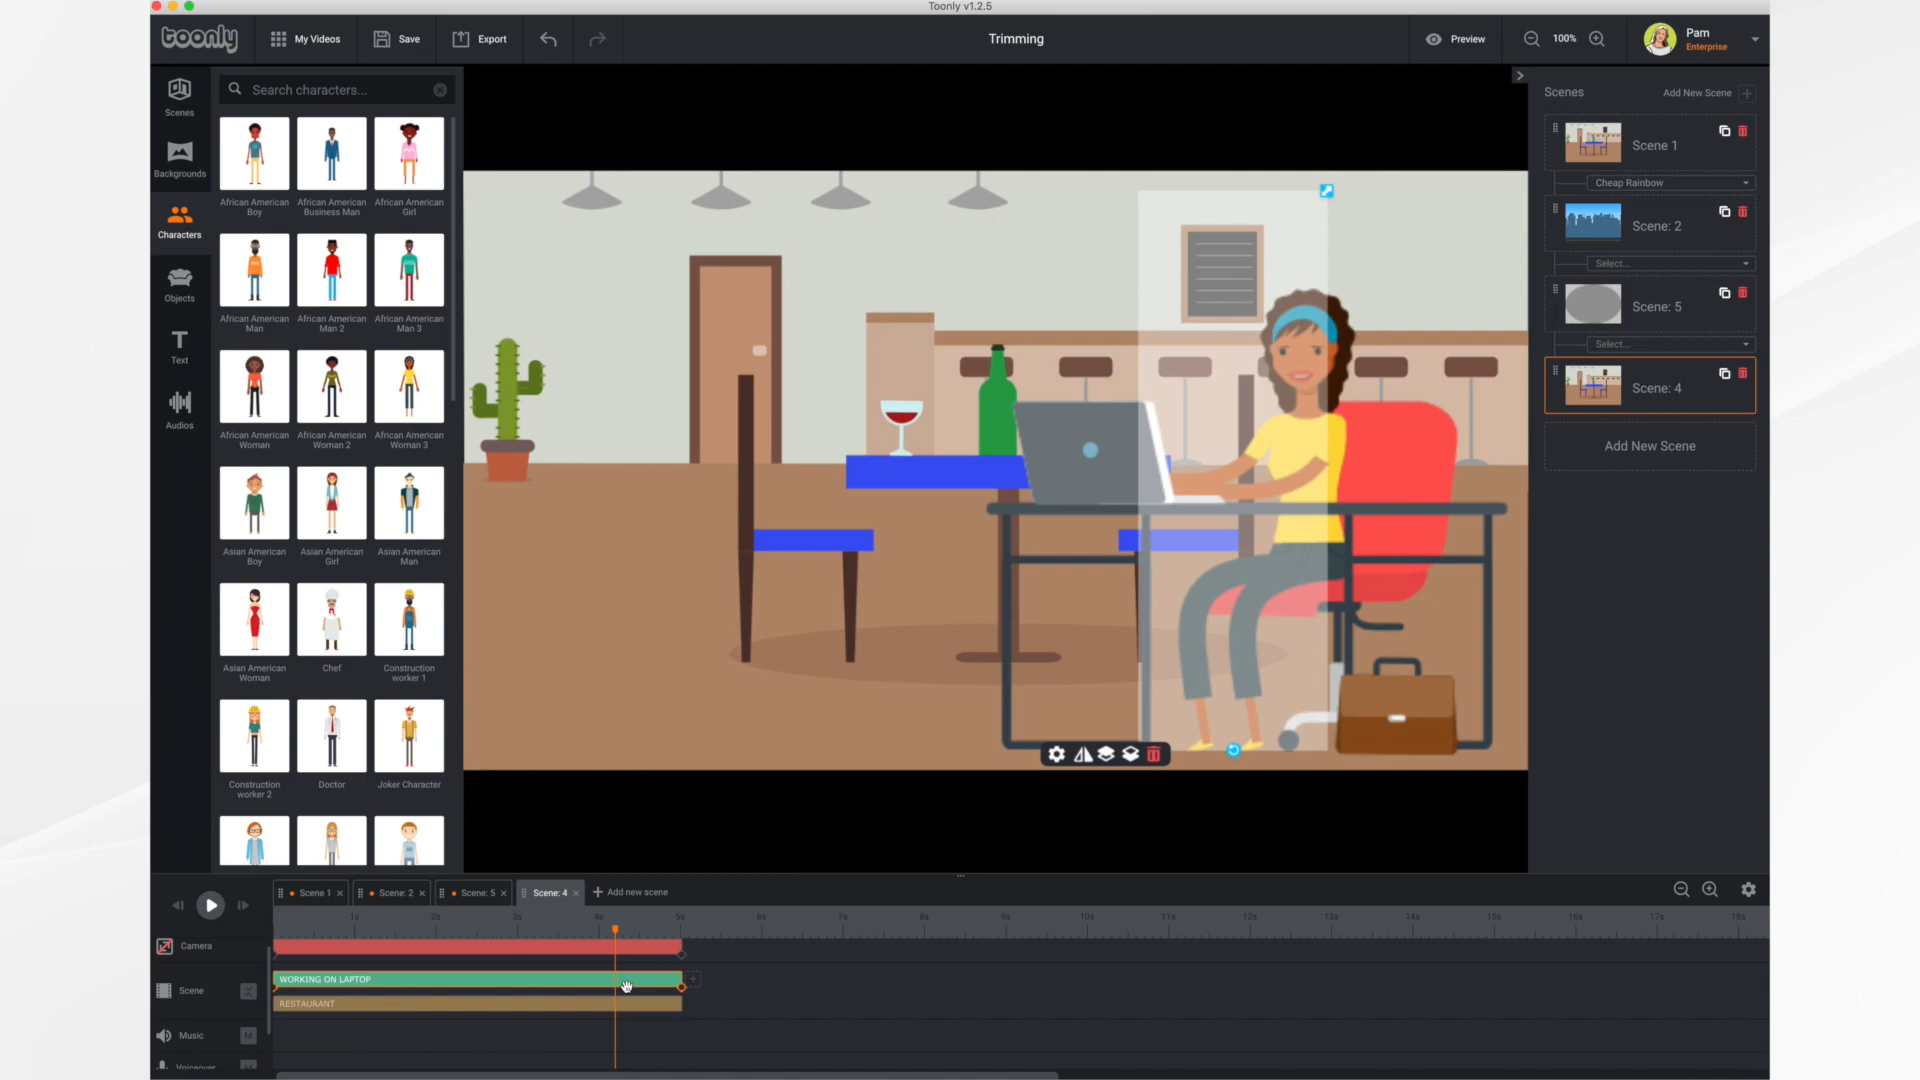 Toonly v1.2.5
toonly
My Videos
Save
Export
Trimming
Preview
100%
Pam
Enterprise
Scenes
Backgrounds
Characters
Objects
Text
Audios
Search characters...
African American Boy
African American Business Man
African American Girl
African American Man
African American Man 2
African American Man 3
African American Woman
African American Woman 2
African American Woman 3
Asian American Boy
Asian American Girl
Asian American Man
Asian American Woman
Chef
Construction worker 1
Construction worker 2
Doctor
Joker Character
Scenes
Add New Scene
Scene 1
Cheap Rainbow
Scene: 2
Select...
Scene: 5
Select...
Scene: 4
Add New Scene
Scene 1
Scene: 2
Scene: 5
Scene: 4
Add new scene
1s 2s 3s 4s 5s 6s 7s 8s 9s 10s 11s 12s 13s 14s 15s 16s 17s 18s
Camera
Scene
WORKING ON LAPTOP
RESTAURANT
Music
M
Voiceover